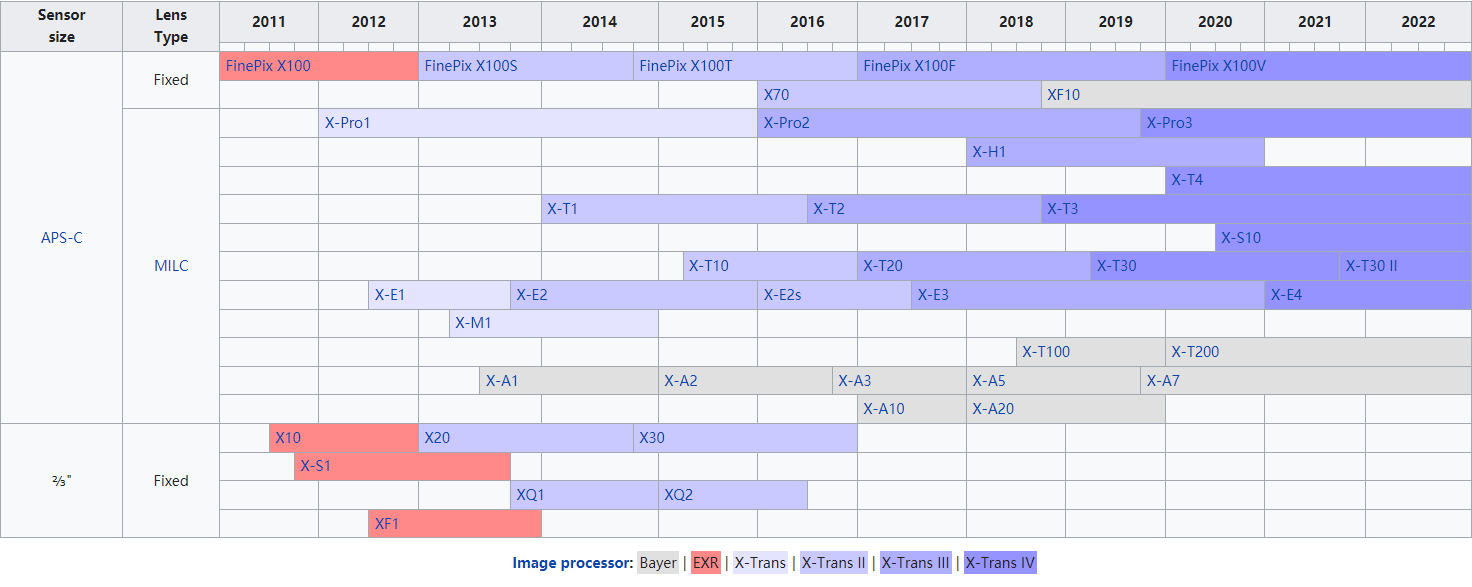 Sensor size Lens Type 2011 2012 2013 2014 2015 2016 2017 2018 2019 2020 2021 2022
APS-C Fixed FinePix X100 FinePix X100S FinePix X100T FinePix X100F FinePix X100V
X70 XF10
MILC X-Pro1 X-Pro2 X-Pro3
X-H1
X-T4
X-T1 X-T2 X-T3
X-S10
X-T10 X-T20 X-T30 X-T30 II
X-E1 X-E2 X-E2s X-E3 X-E4
X-M1
X-T100 X-T200
X-A1 X-A2 X-A3 X-A5 X-A7
X-A10 X-A20
⅔" Fixed X10 X20 X30
X-S1
XQ1 XQ2
XF1
Image processor: Bayer | EXR | X-Trans | X-Trans II | X-Trans III | X-Trans IV